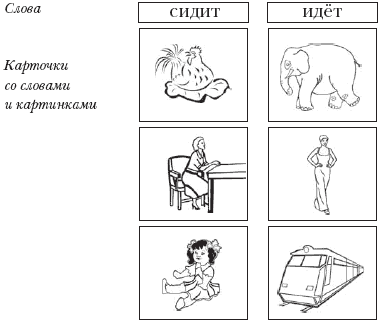 Слова
сидит
идёт
Карточки
со словами
и картинками